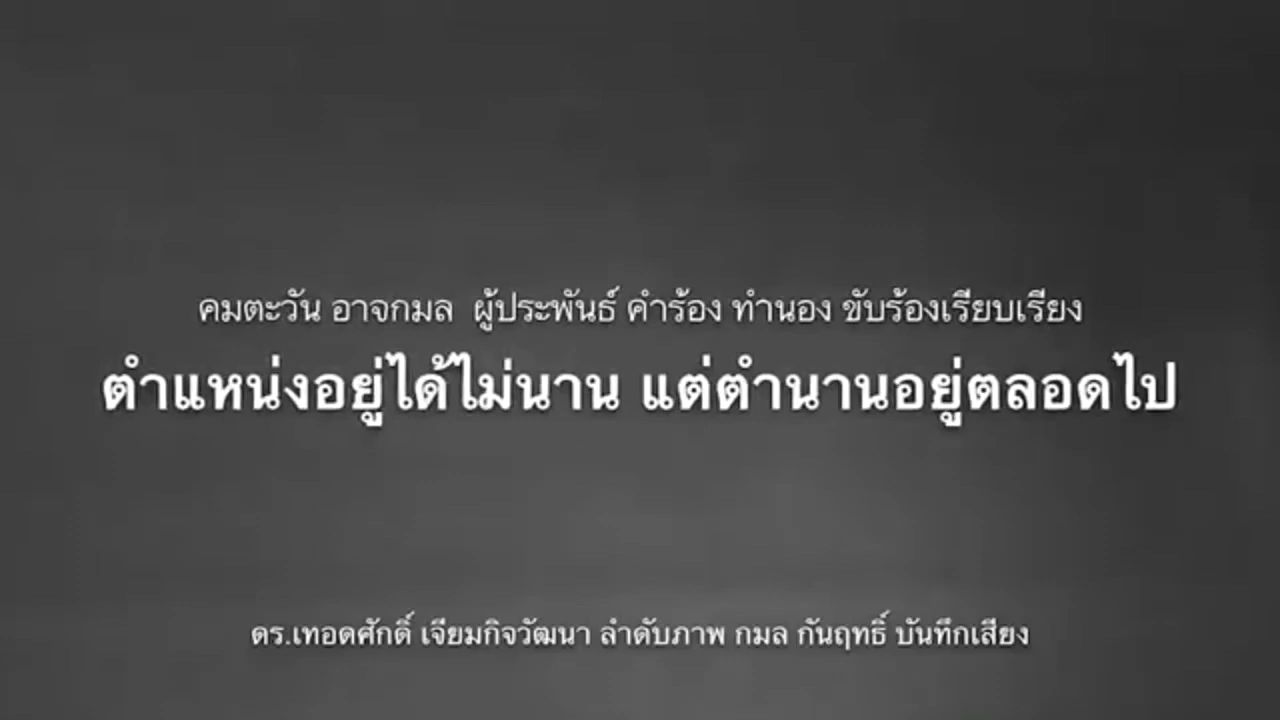 คมตะวัน อาจกมล ผู้ประพันธ์ คำร้อง ทำนอง ขับร้องเรียบเรียง
ตำแหน่งอยู่ได้ไม่นาน แต่ตำนานอยู่ตลอดไป
ดร.เทอดศักดิ์ เจียมกิจวัฒนา ลำดับภาพ กมล กันฤทธิ์ บันทึกเสียง